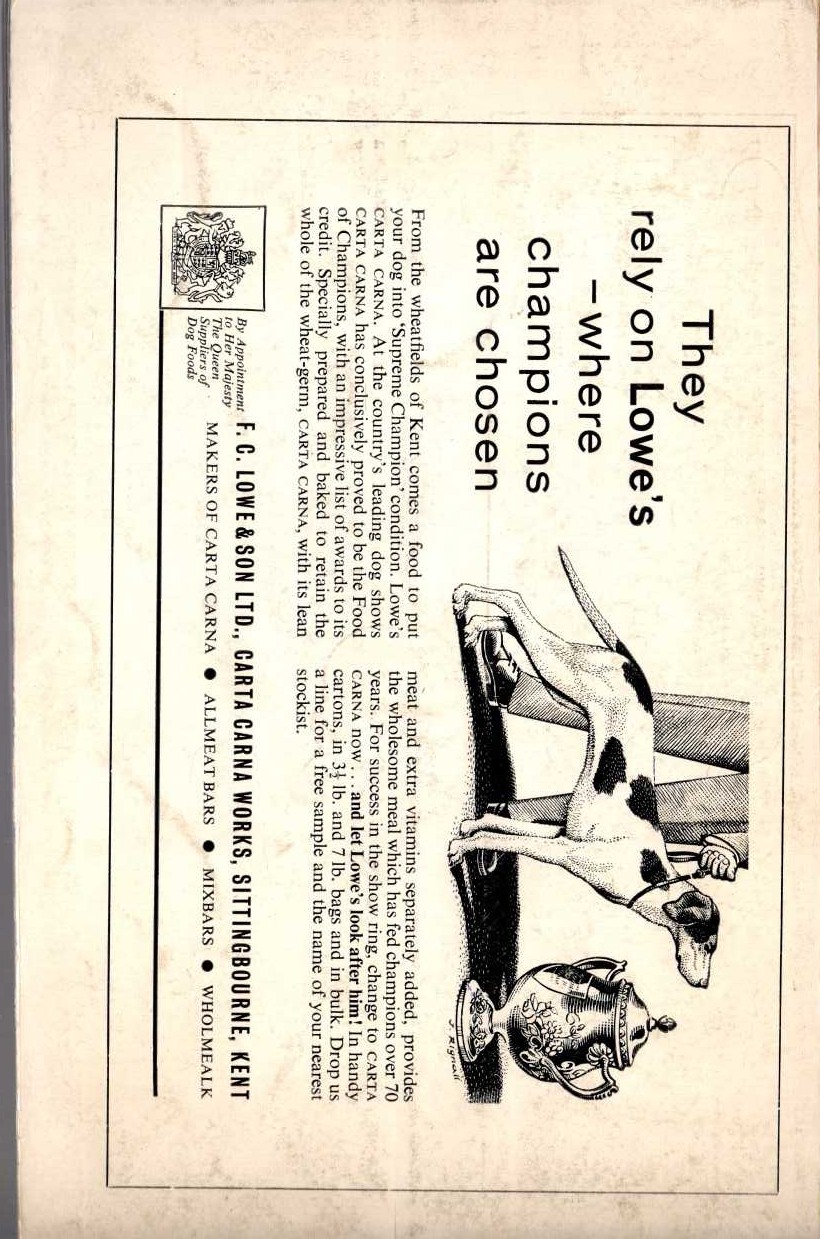 They
rely on Lowe's
–where
champions
are chosen
From the wheatfields of Kent comes a food to put
your dog into 'Supreme Champion' condition. Lowe's
CARTA CARNA. At the country's leading dog shows
CARTA CARNA has conclusively proved to be the Food
of Champions, with an impressive list of awards to its
credit. Specially prepared and baked to retain the
whole of the wheat-germ, CARTA CARNA, with its lean
meat and extra vitamins separately added, provides
the wholesome meal which has fed champions over 70
years. For success in the show ring, change to CARTA
CARNA now . . . and let Lowe's look after him! In handy
cartons, in 3½ lb. and 7 lb. bags and in bulk. Drop us
a line for a free sample and the name of your nearest
stockist.
J. Rignall
By Appointment
to Her Majesty
The Queen
Suppliers of
Dog Foods
F. C. LOWE & SON LTD., CARTA CARNA WORKS, SITTINGBOURNE, KENT
MAKERS OF CARTA CARNA ● ALLMEAT BARS ● MIXBARS ● WHOLMEALK